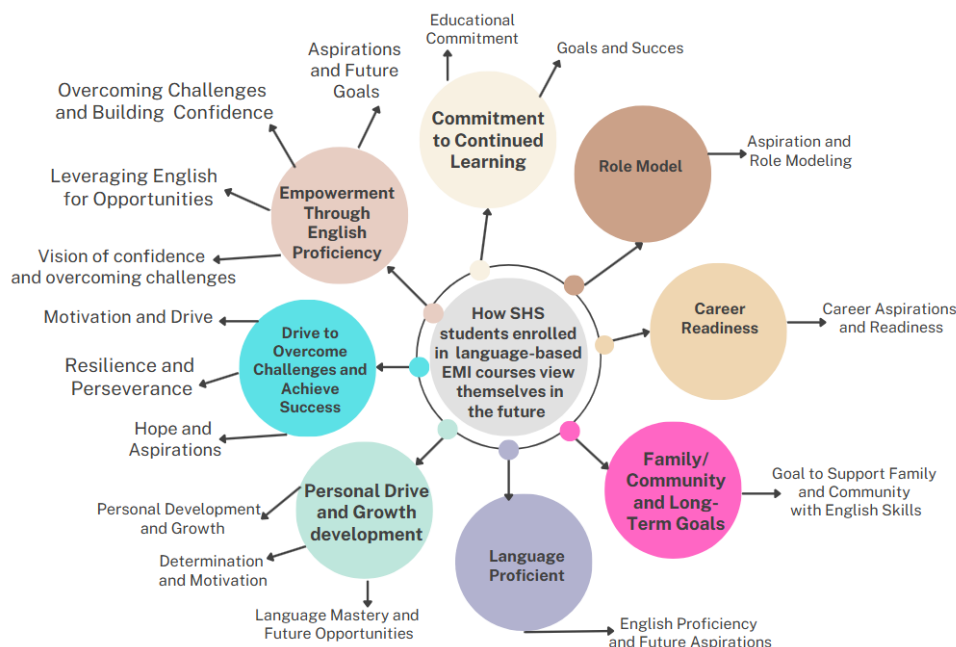 Educational
Commitment
Goals and Succes
Aspirations
and Future
Goals
Overcoming Challenges
and Building Confidence
Leveraging English
for Opportunities
Vision of confidence
and overcoming challenges
Empowerment
Through
English
Proficiency
Commitment
to Continued
Learning
Role Model
Aspiration and
Role Modeling
Career
Readiness
Career Aspirations
and Readiness
How SHS
students enrolled
in language-based
EMI courses view
themselves in
the future
Motivation and Drive
Resilience and
Perseverance
Hope and
Aspirations
Drive to
Overcome
Challenges and
Achieve
Success
Family/
Community
and Long-
Term Goals
Goal to Support Family
and Community
with English Skills
Personal Drive
and Growth
development
Personal Development
and Growth
Determination
and Motivation
Language Mastery and
Future Opportunities
Language
Proficient
English Proficiency
and Future Aspirations